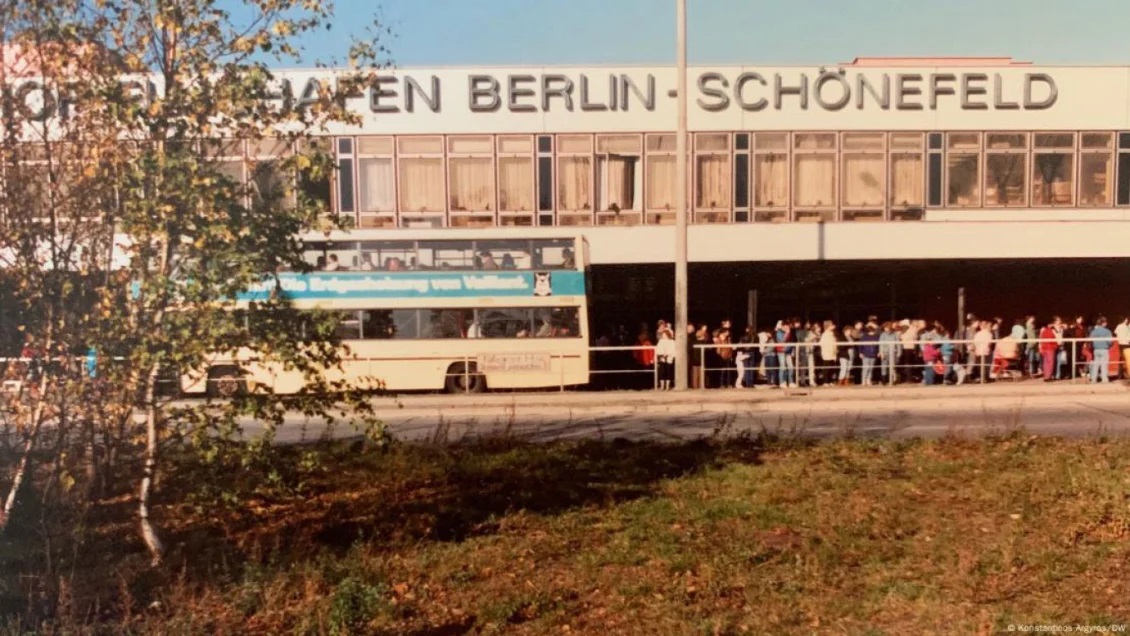 HAFEN BERLIN-SCHÖNEFELD
Die Erdgasheizung von Vaillant.
© Konstantinos Argyros/DW